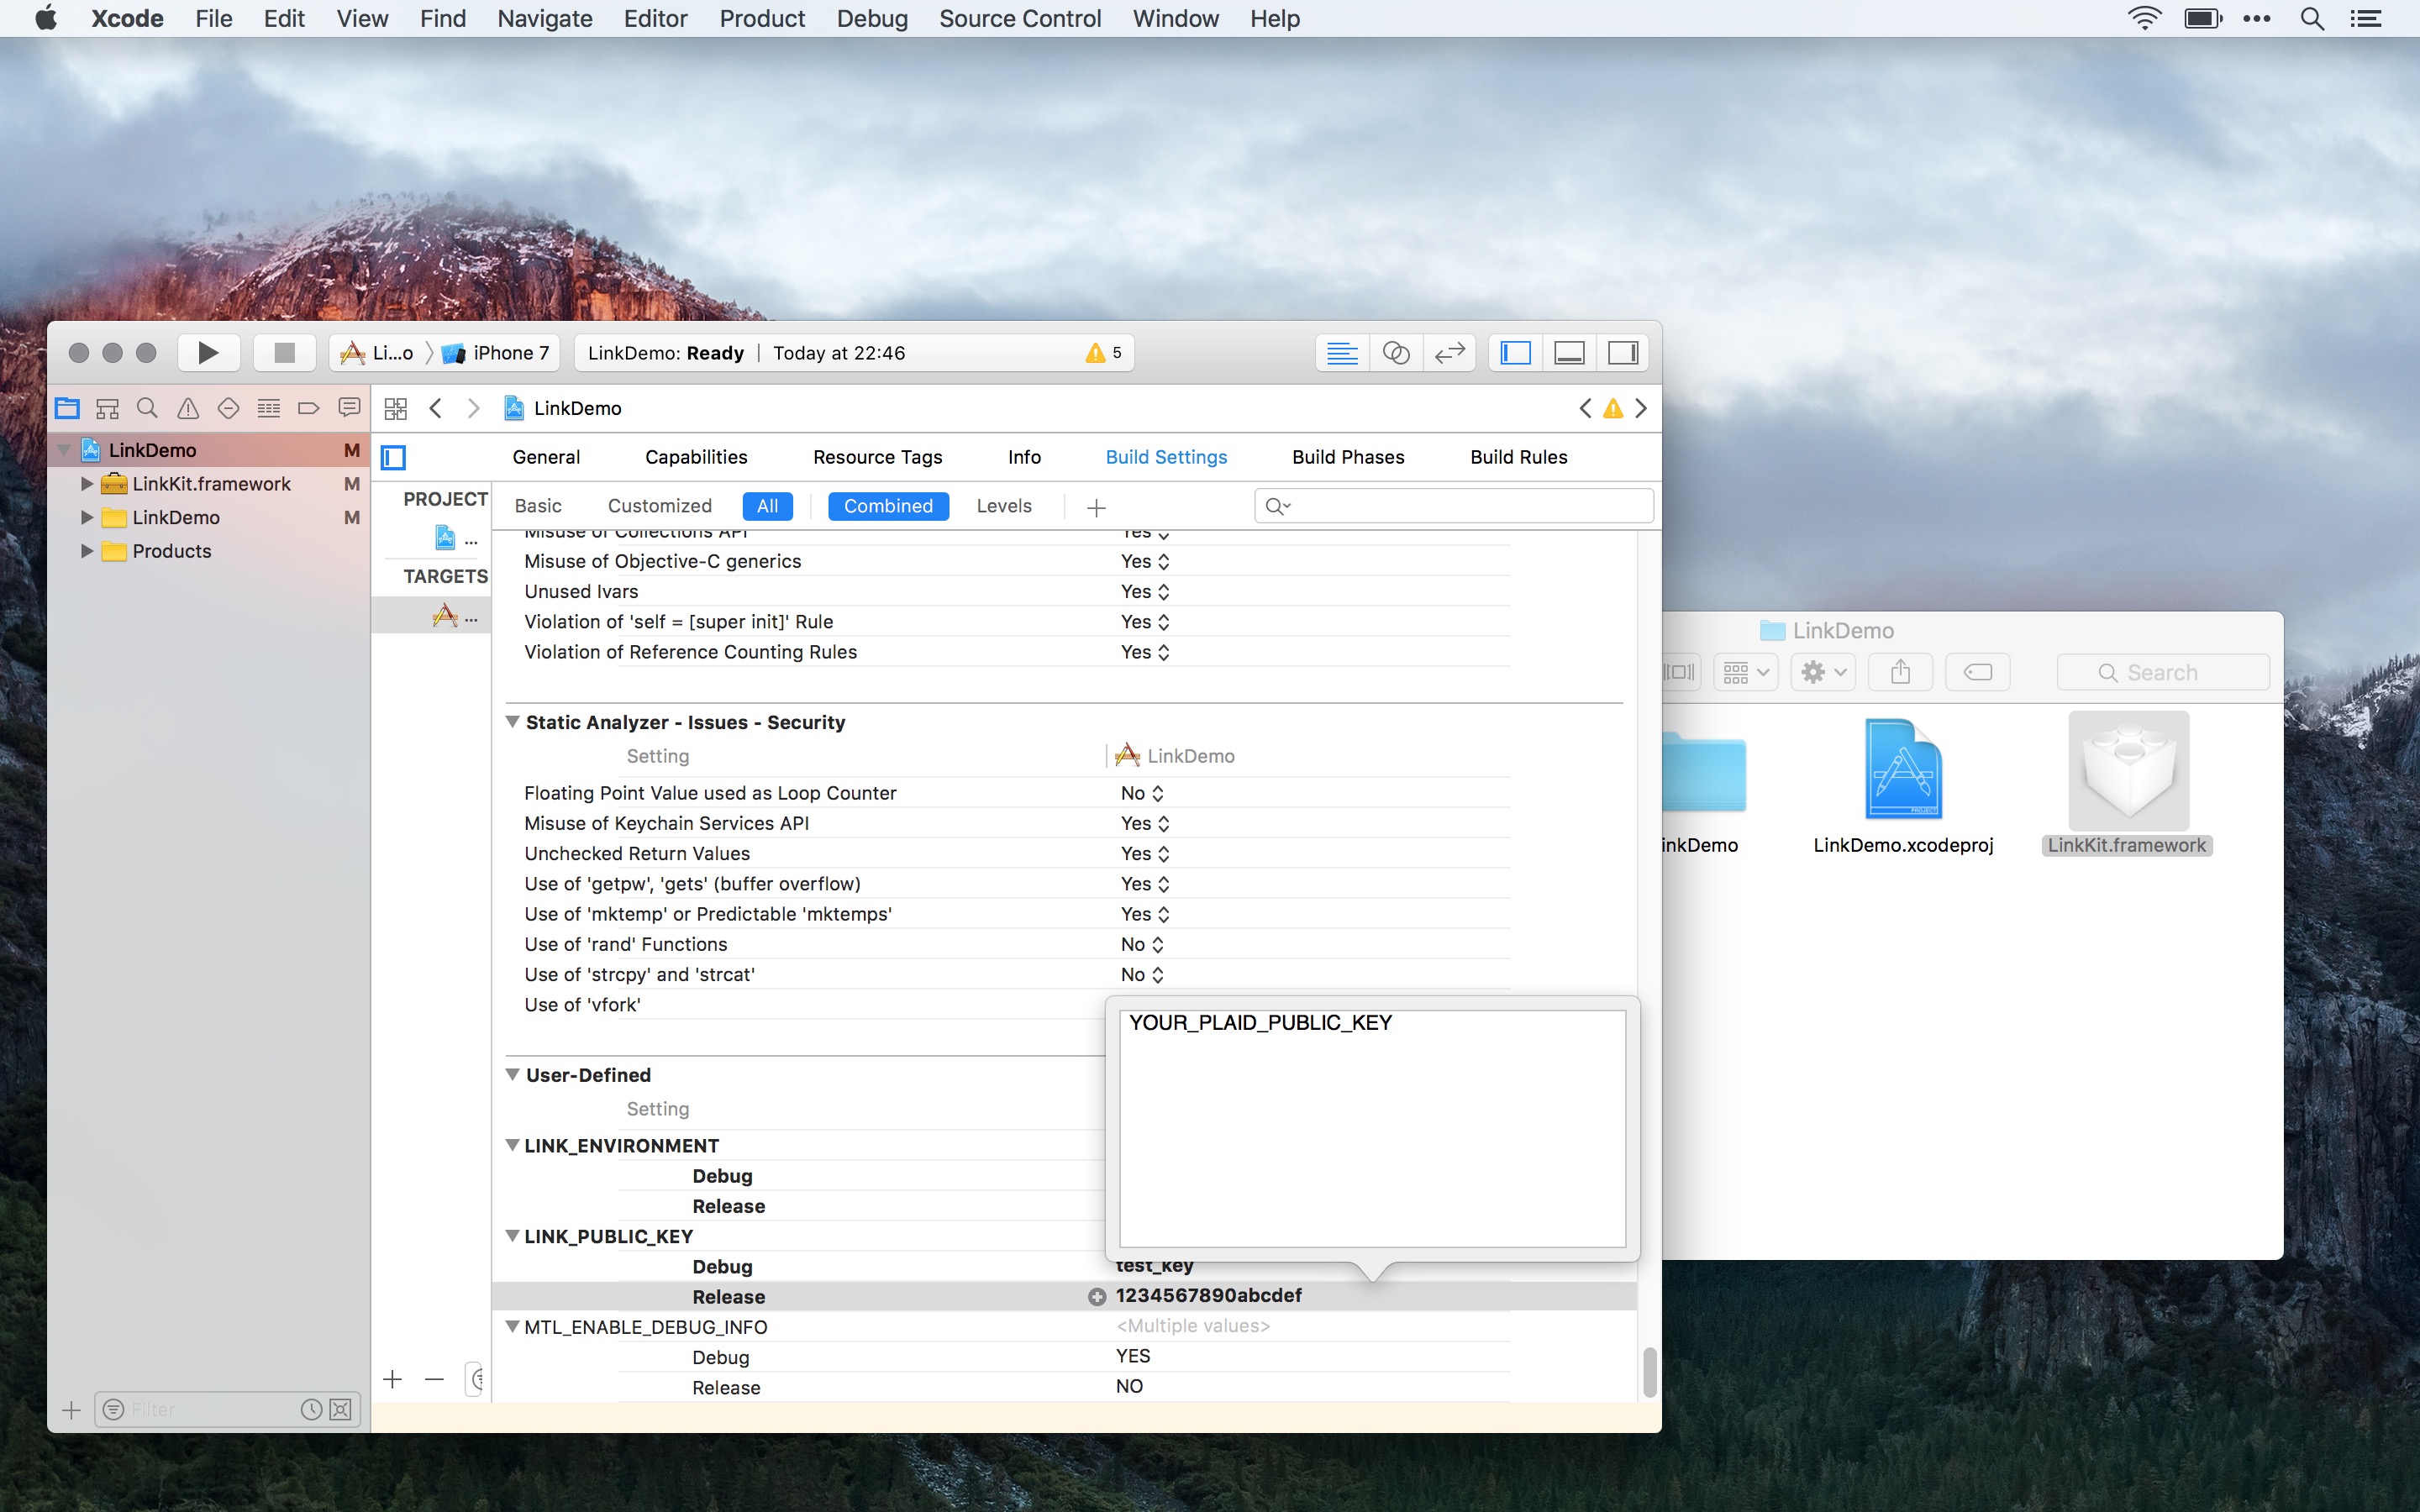 Xcode File Edit View Find Navigate Editor Product Debug Source Control Window Help
Li...o iPhone 7
LinkDemo: Ready | Today at 22:46
5
LinkDemo
LinkDemo M
LinkKit.framework M
LinkDemo M
Products
General Capabilities Resource Tags Info Build Settings Build Phases Build Rules
PROJECT
...
TARGETS
...
Basic Customized All Combined Levels
Misuse of Collections API Yes
Misuse of Objective-C generics Yes
Unused Ivars Yes
Violation of 'self = [super init]' Rule Yes
Violation of Reference Counting Rules Yes
Static Analyzer - Issues - Security
Setting LinkDemo
Floating Point Value used as Loop Counter No
Misuse of Keychain Services API Yes
Unchecked Return Values Yes
Use of 'getpw', 'gets' (buffer overflow) Yes
Use of 'mktemp' or Predictable 'mktemps' Yes
Use of 'rand' Functions No
Use of 'strcpy' and 'strcat' No
Use of 'vfork'
YOUR_PLAID_PUBLIC_KEY
User-Defined
Setting
LINK_ENVIRONMENT
Debug
Release
LINK_PUBLIC_KEY
Debug test_key
Release 1234567890abcdef
MTL_ENABLE_DEBUG_INFO <Multiple values>
Debug YES
Release NO
Filter
LinkDemo
Search
inkDemo
LinkDemo.xcodeproj
PROJECT
LinkKit.framework